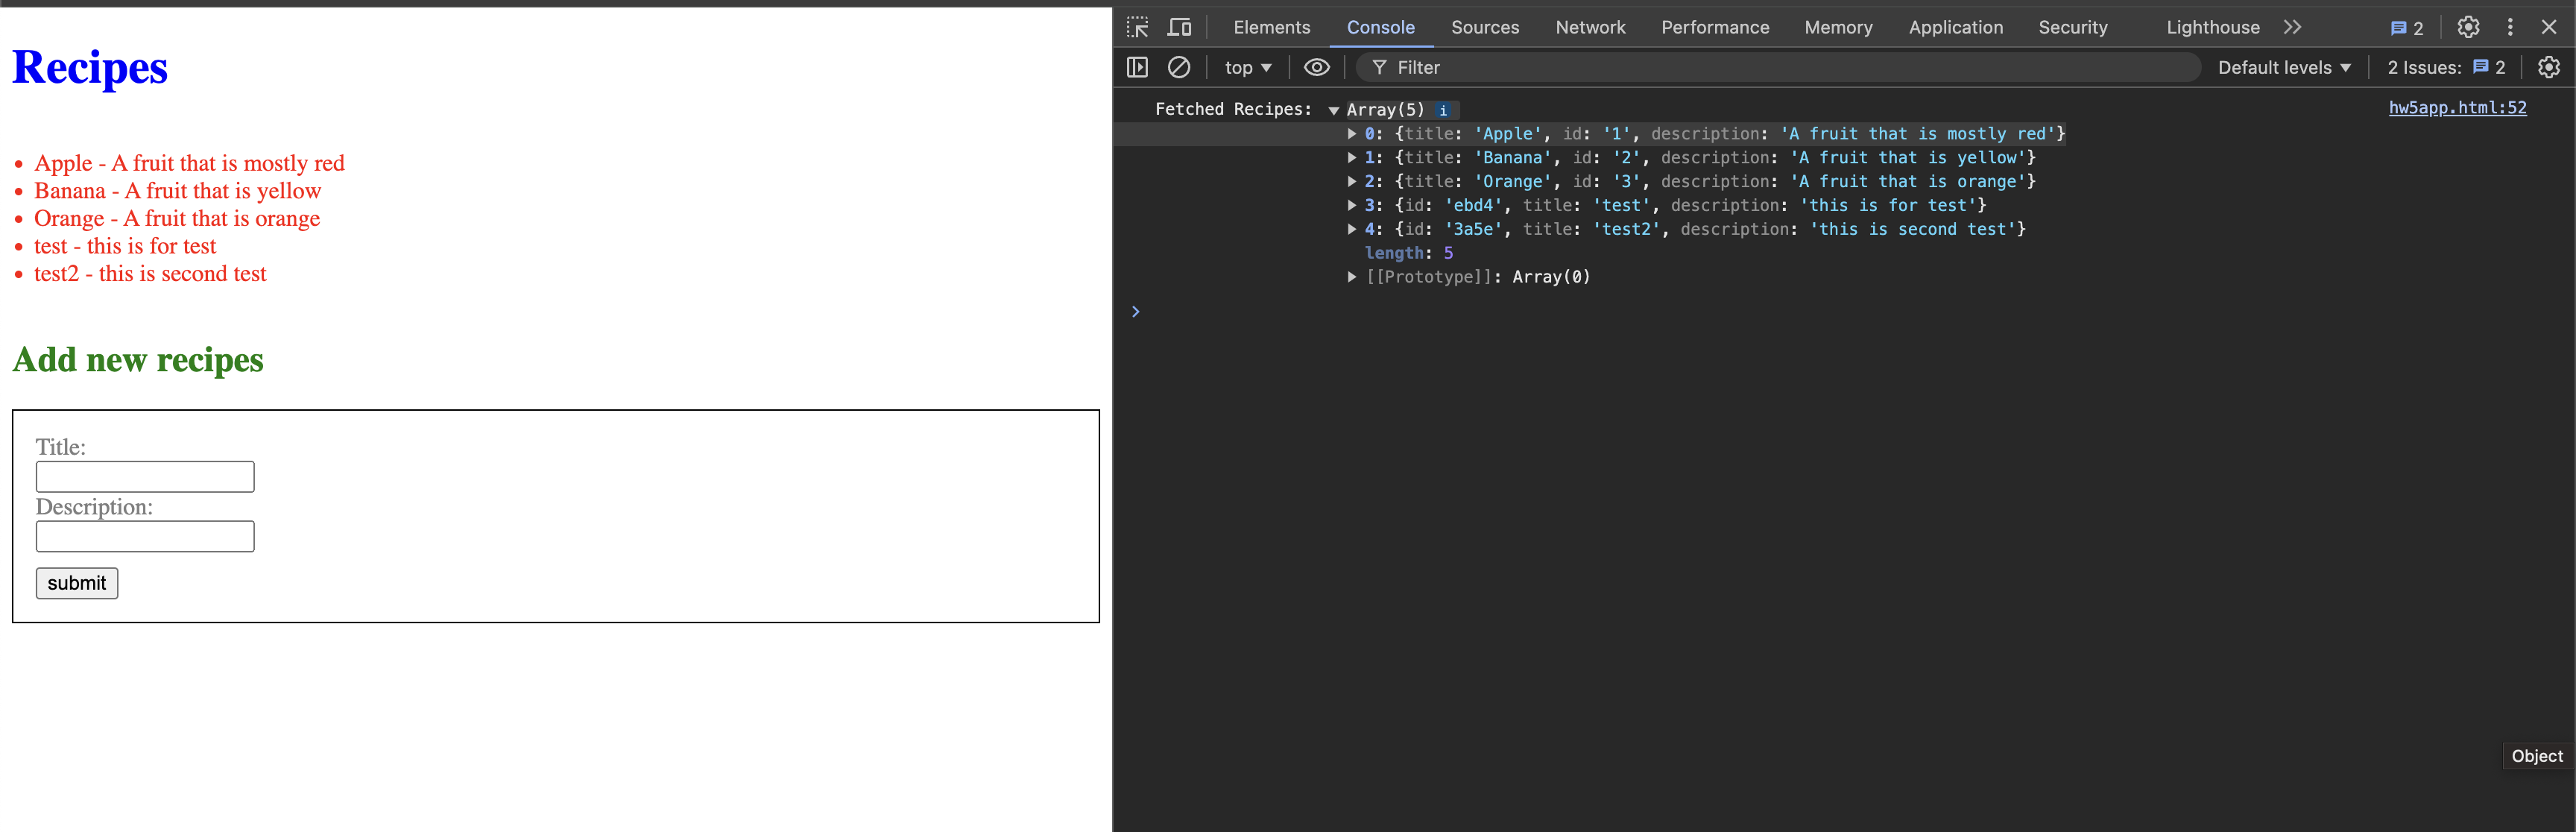 Recipes
Apple - A fruit that is mostly red
Banana - A fruit that is yellow
Orange - A fruit that is orange
test - this is for test
test2 - this is second test
Add new recipes
Title:
Description:
submit
Elements Console Sources Network Performance Memory Application Security Lighthouse 2
top Filter Default levels 2 Issues: 2
Fetched Recipes: Array(5) i hw5app.html:52
0: {title: 'Apple', id: '1', description: 'A fruit that is mostly red'}
1: {title: 'Banana', id: '2', description: 'A fruit that is yellow'}
2: {title: 'Orange', id: '3', description: 'A fruit that is orange'}
3: {id: 'ebd4', title: 'test', description: 'this is for test'}
4: {id: '3a5e', title: 'test2', description: 'this is second test'}
length: 5
[[Prototype]]: Array(0)
Object